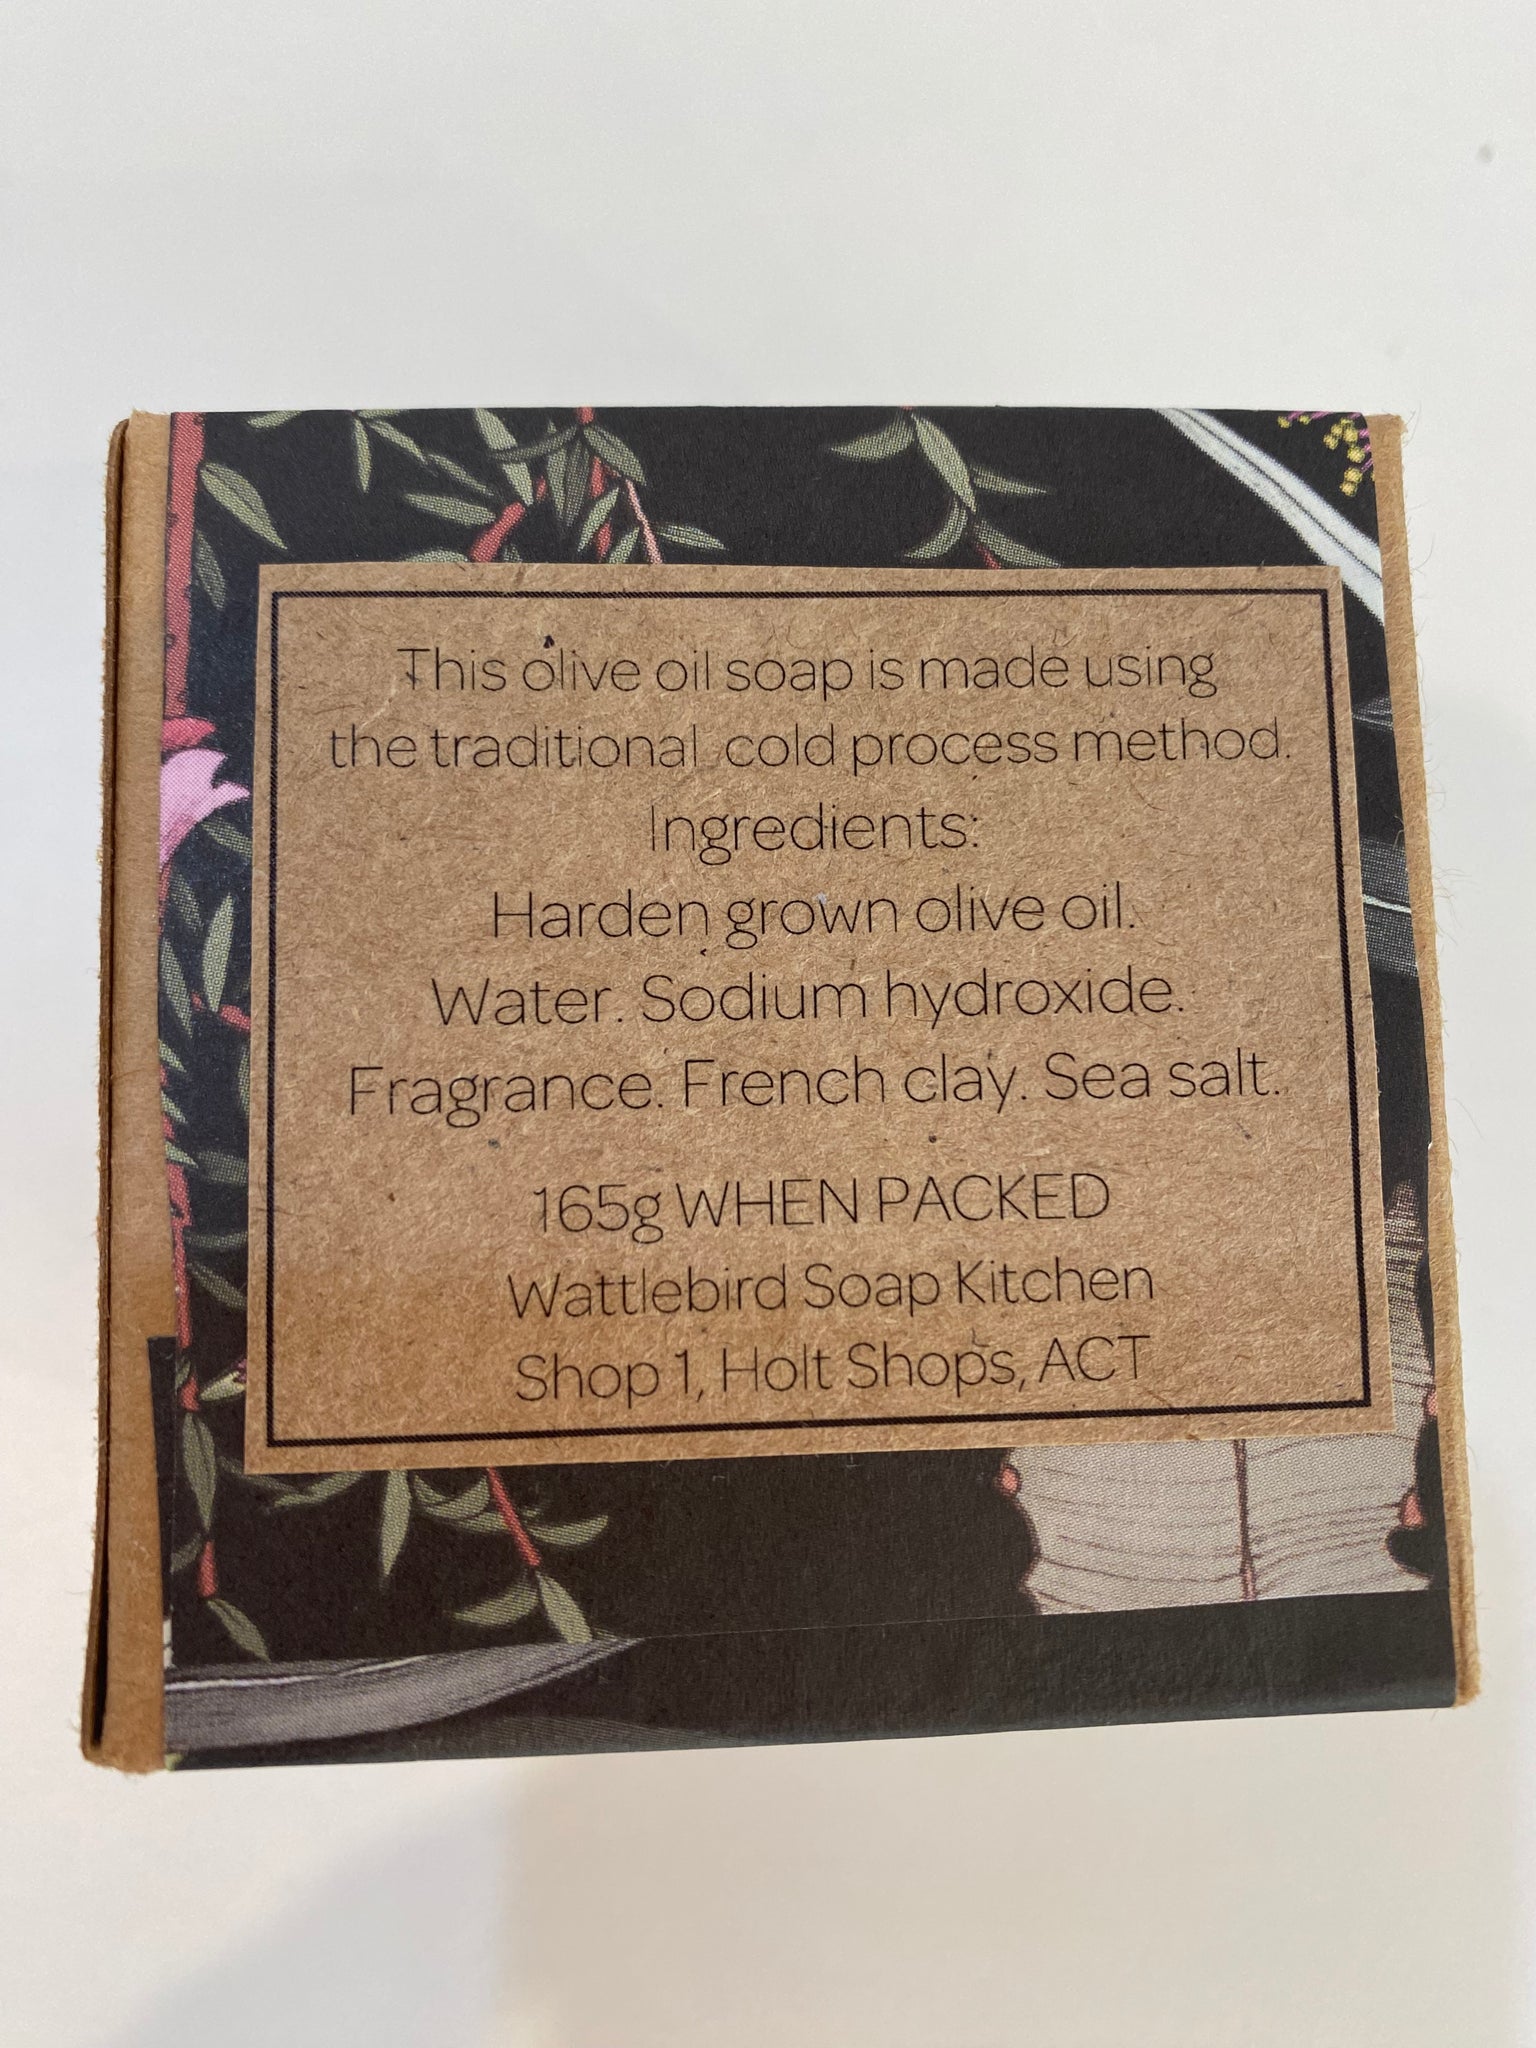 This olive oil soap is made using
the traditional cold process method.
Ingredients:
Harden grown olive oil.
Water. Sodium hydroxide.
Fragrance. French clay. Sea salt.
165g WHEN PACKED
Wattlebird Soap Kitchen
Shop 1, Holt Shops, ACT